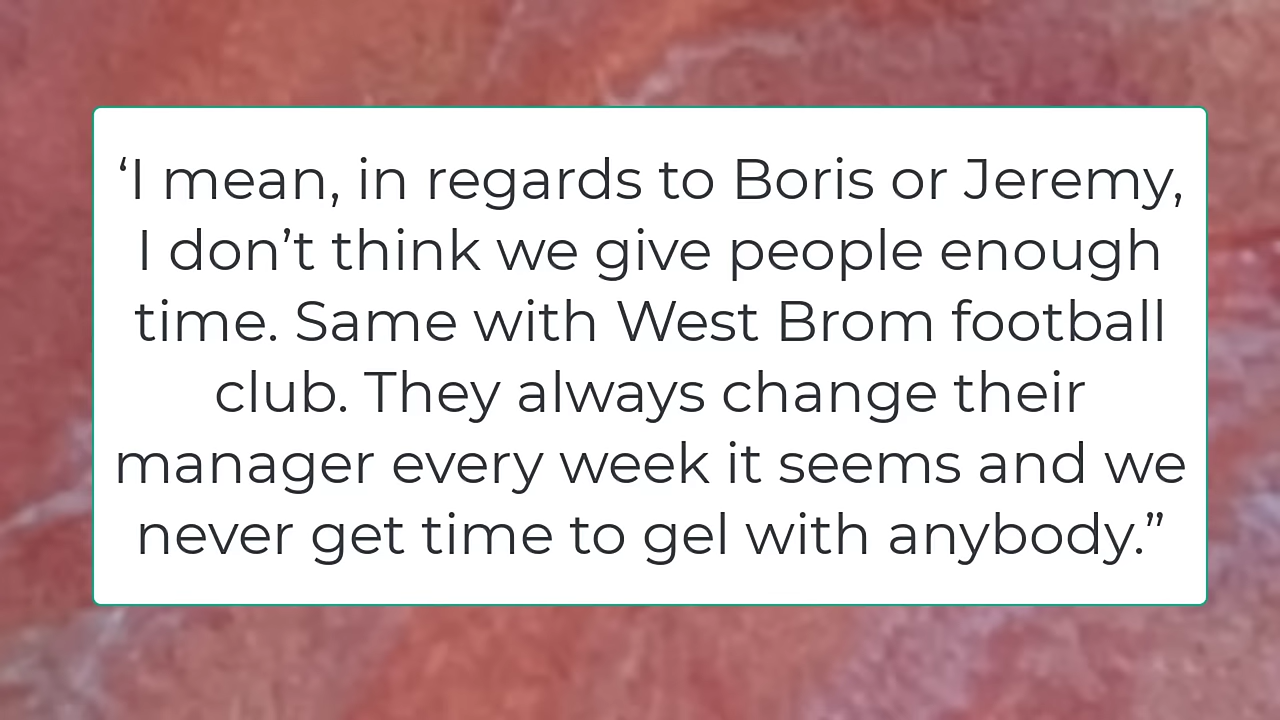 ‘I mean, in regards to Boris or Jeremy,
I don’t think we give people enough
time. Same with West Brom football
club. They always change their
manager every week it seems and we
never get time to gel with anybody.”